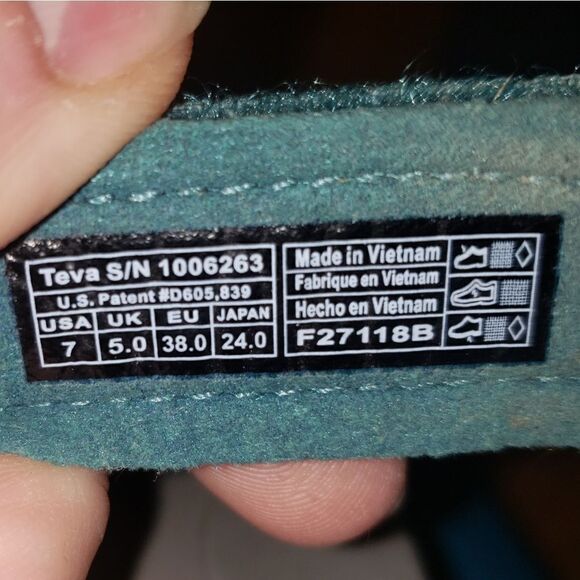 Teva S/N 1006263
U.S. Patent #D605,839
USA UK EU JAPAN
7 5.0 38.0 24.0
Made in Vietnam
Fabrique en Vietnam
Hecho en Vietnam
F27118B